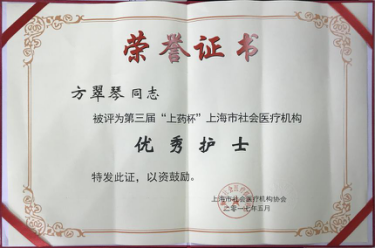 荣誉证书
方翠琴 同志
被评为第三届“上药杯”上海市社会医疗机构
优秀护士
特发此证，以资鼓励。
上海市社会医疗机构协会
二零一七年五月